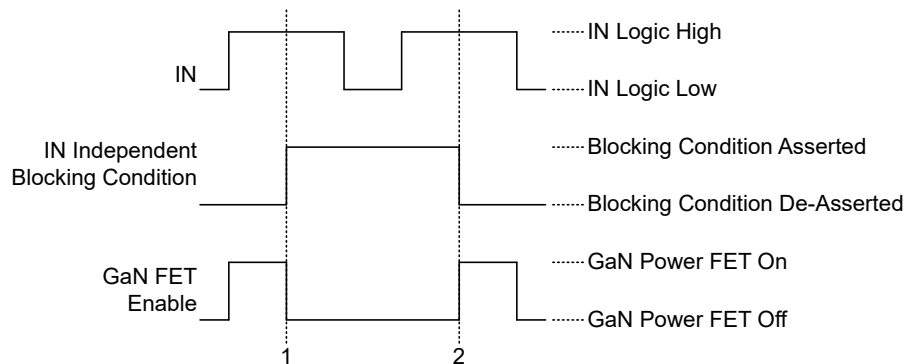 IN
IN Logic High
IN Logic Low
IN Independent
Blocking Condition
Blocking Condition Asserted
Blocking Condition De-Asserted
GaN FET
Enable
GaN Power FET On
GaN Power FET Off
1
2